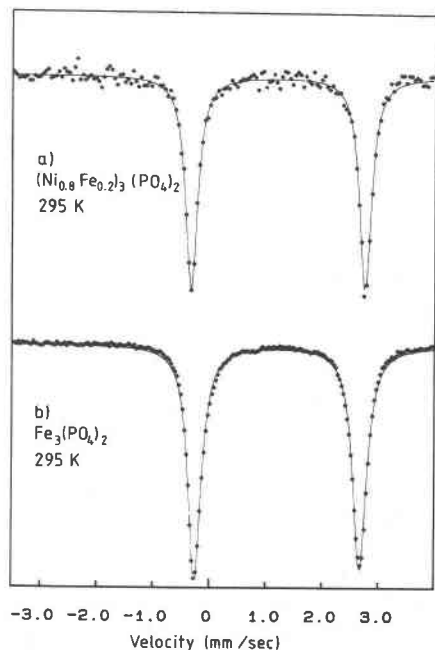 a)
(Ni0.8 Fe0.2)3 (PO4)2
295 K
b)
Fe3(PO4)2
295 K
-3.0 -2.0 -1.0 0 1.0 2.0 3.0
Velocity (mm/sec)